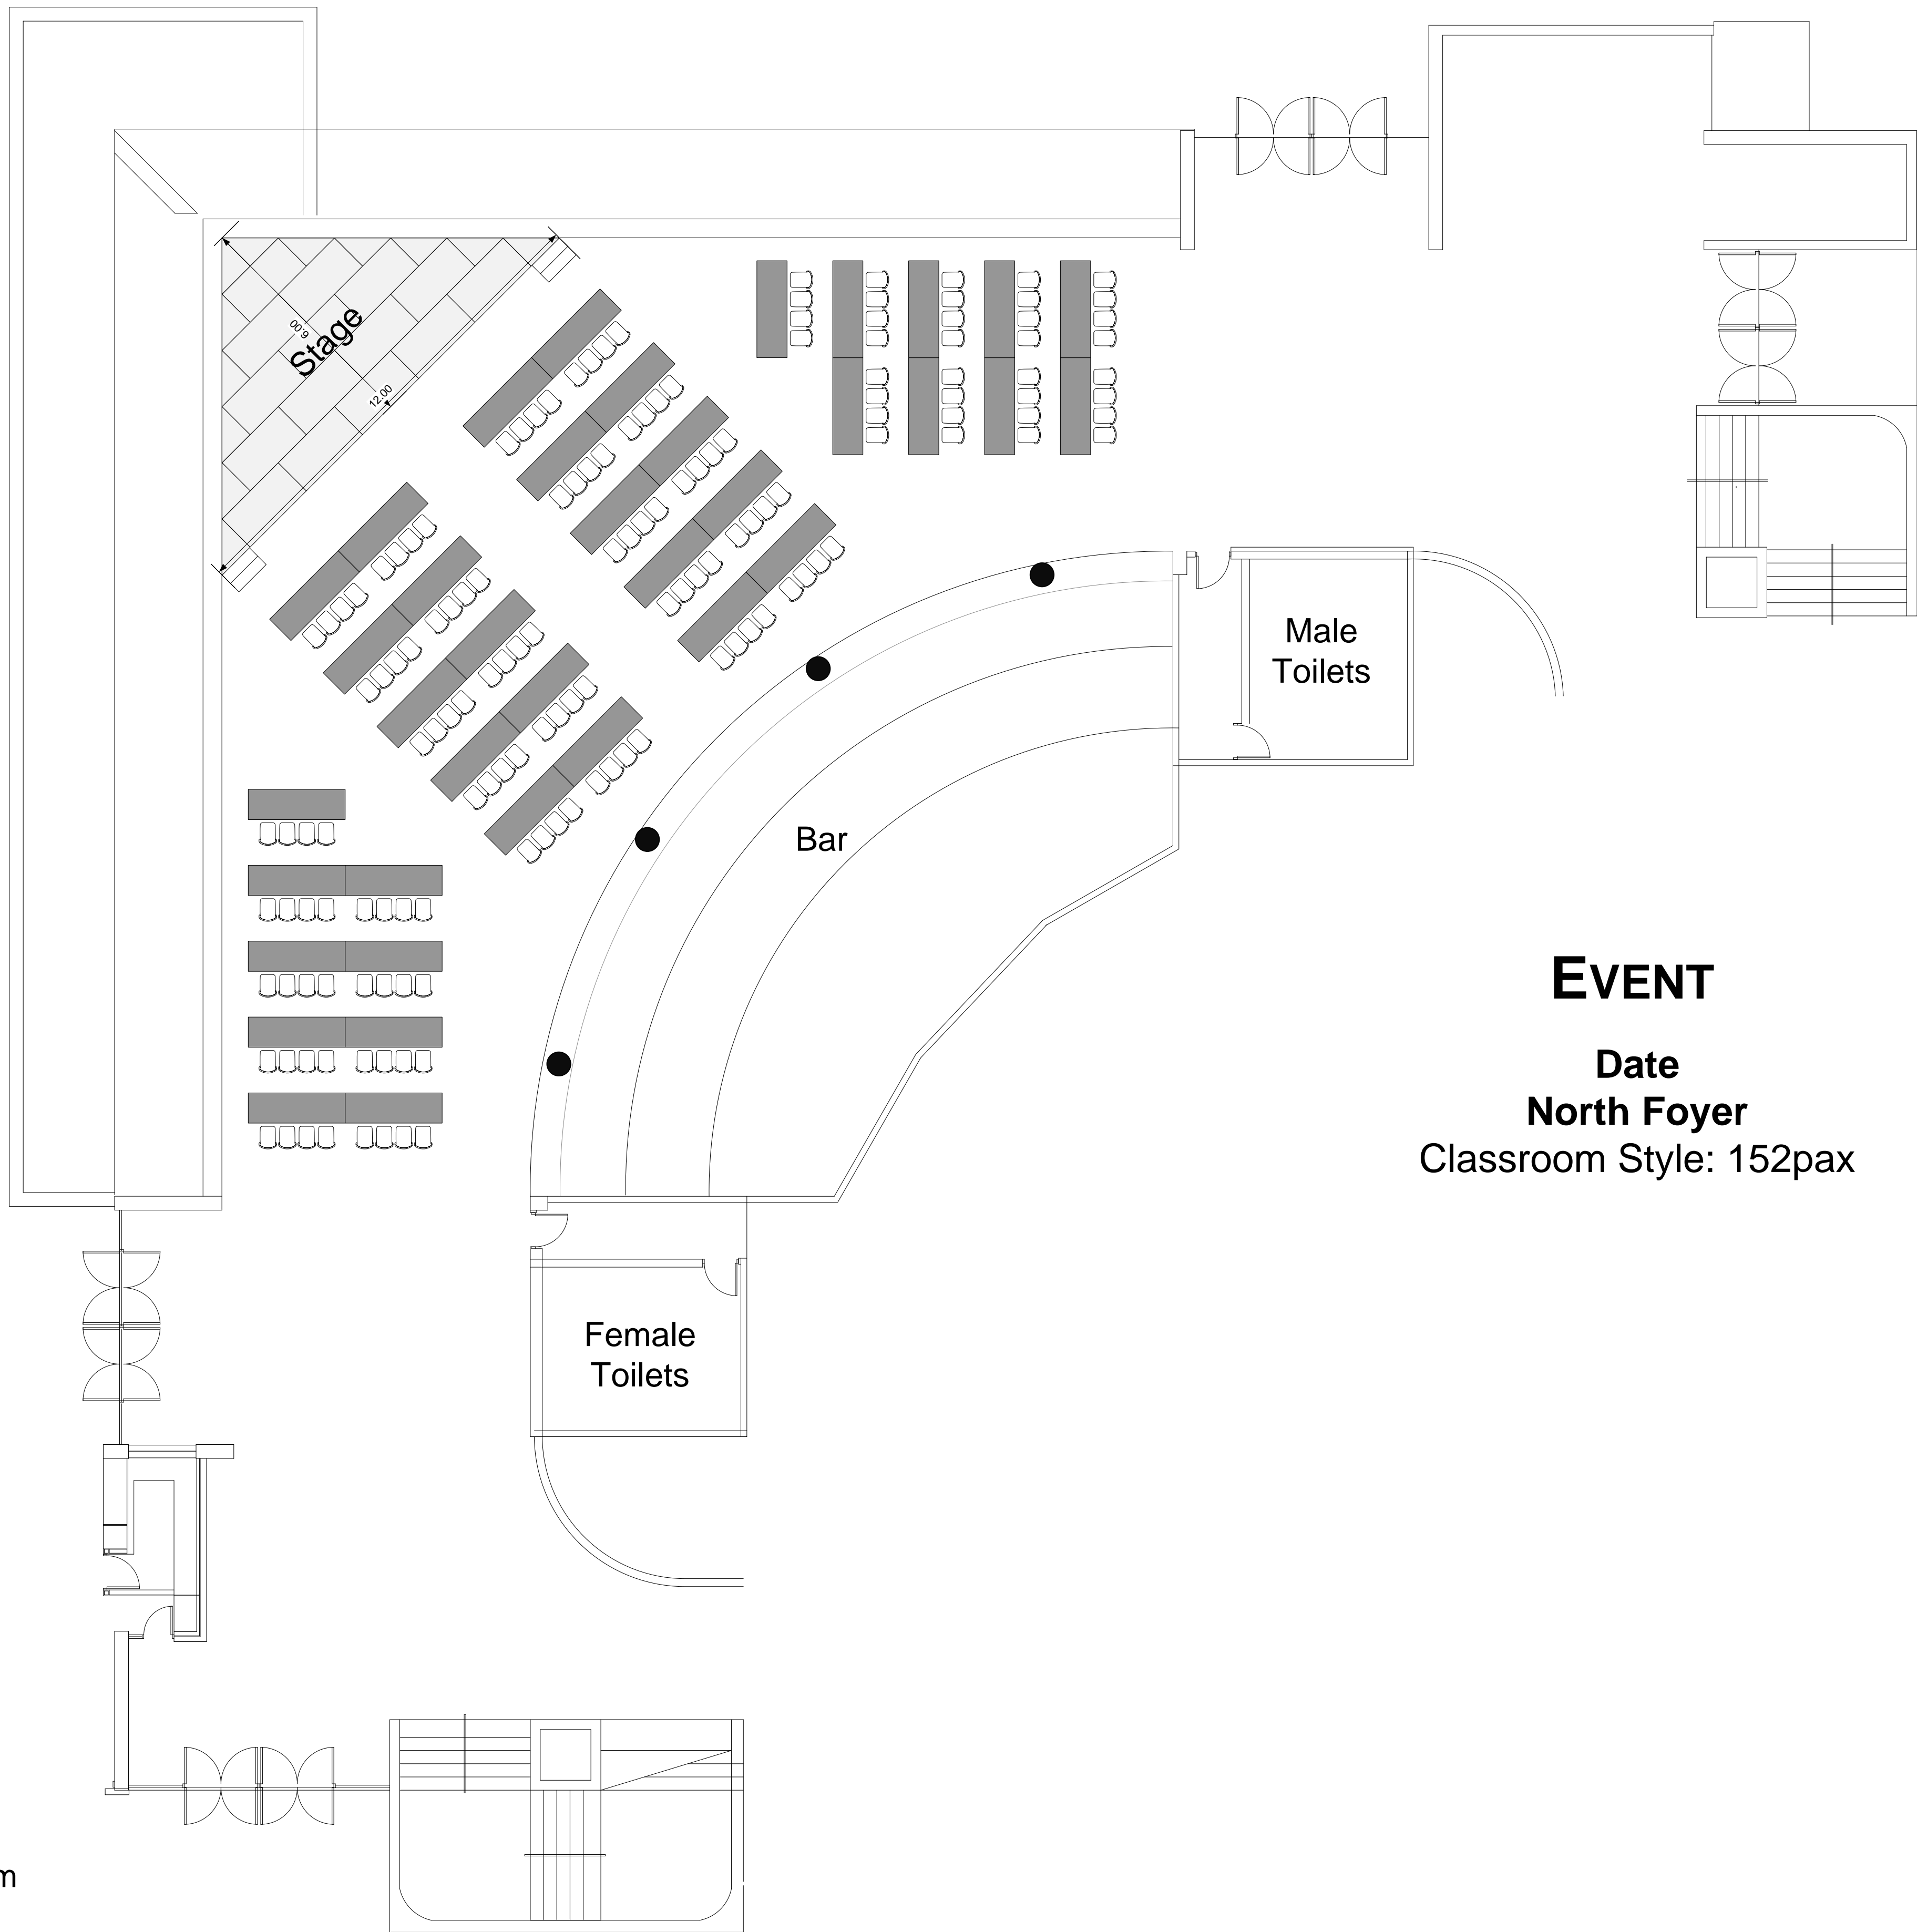 6.00
Stage
12.00
Male
Toilets
Bar
EVENT
Date
North Foyer
Classroom Style: 152pax
Female
Toilets
m